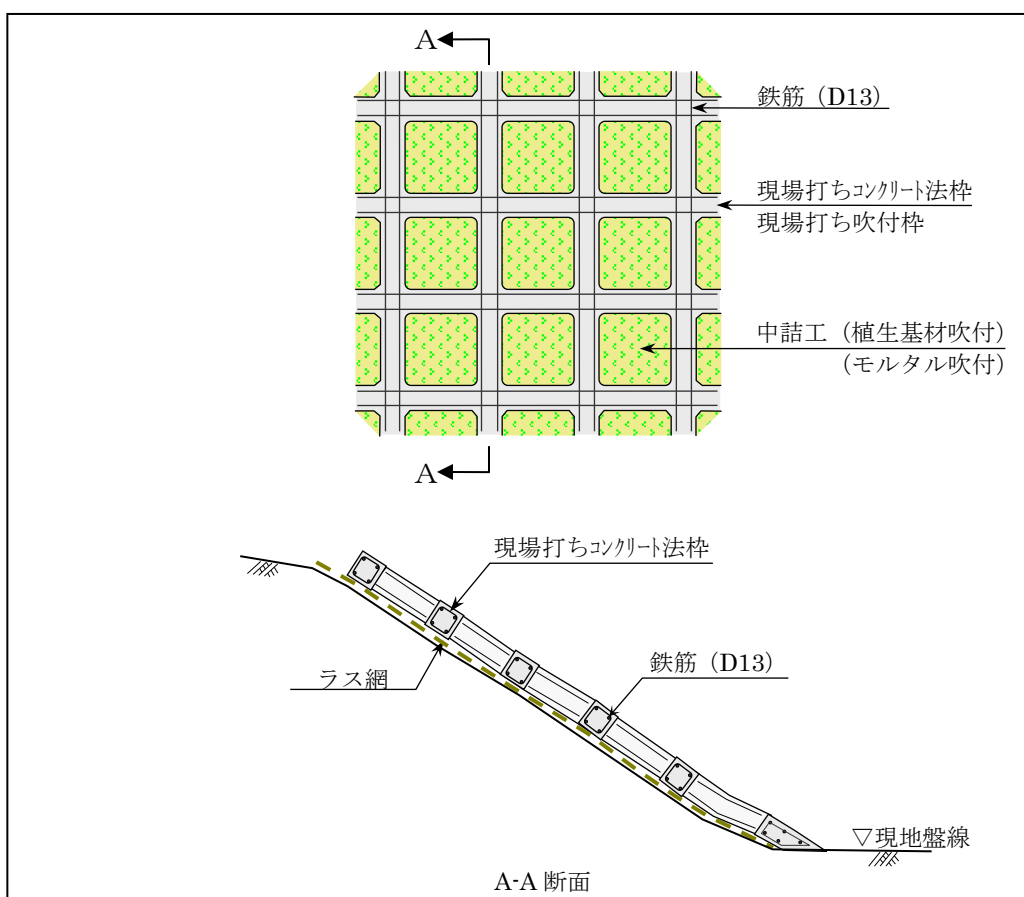 A
鉄筋（D13）
現場打ちコンクリート法枠
現場打ち吹付枠
中詰工（植生基材吹付）
（モルタル吹付）
A
現場打ちコンクリート法枠
ラス網
鉄筋（D13）
▽現地盤線
A-A 断面